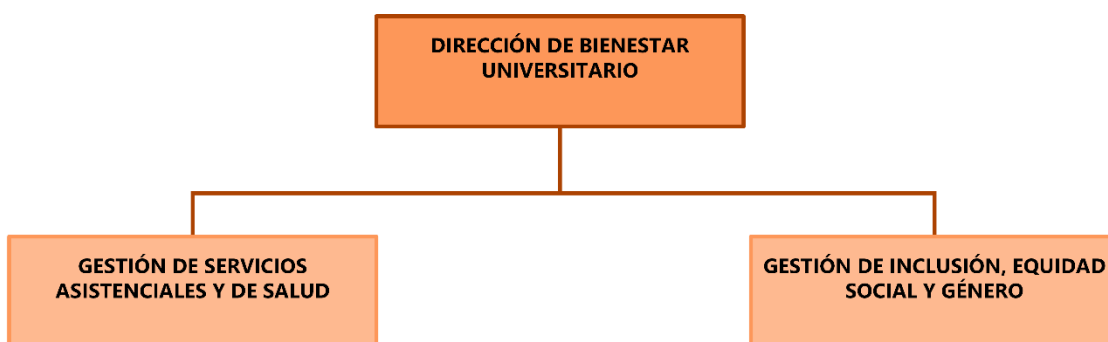 DIRECCIÓN DE BIENESTAR
UNIVERSITARIO
GESTIÓN DE SERVICIOS
ASISTENCIALES Y DE SALUD
GESTIÓN DE INCLUSIÓN, EQUIDAD
SOCIAL Y GÉNERO